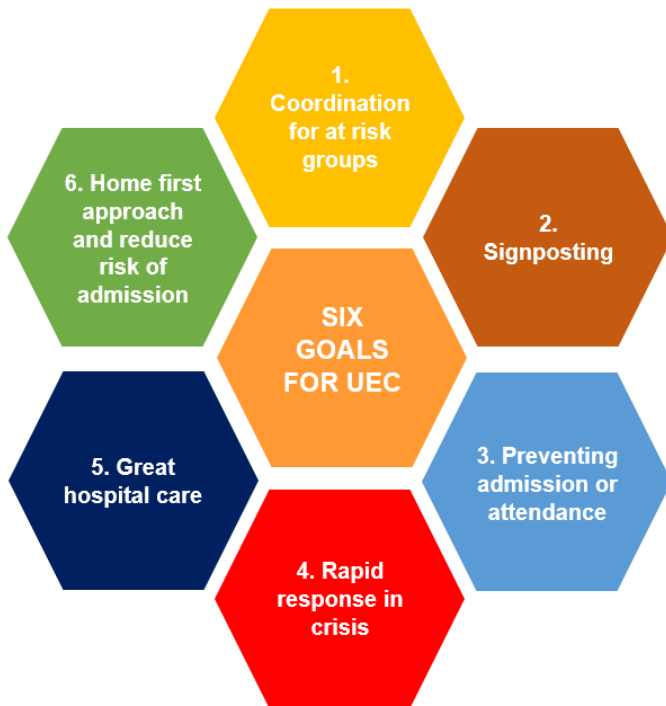 1.
Coordination
for at risk
groups
2.
Signposting
3. Preventing
admission or
attendance
4. Rapid
response in
crisis
5. Great
hospital care
6. Home first
approach
and reduce
risk of
admission
SIX
GOALS
FOR UEC